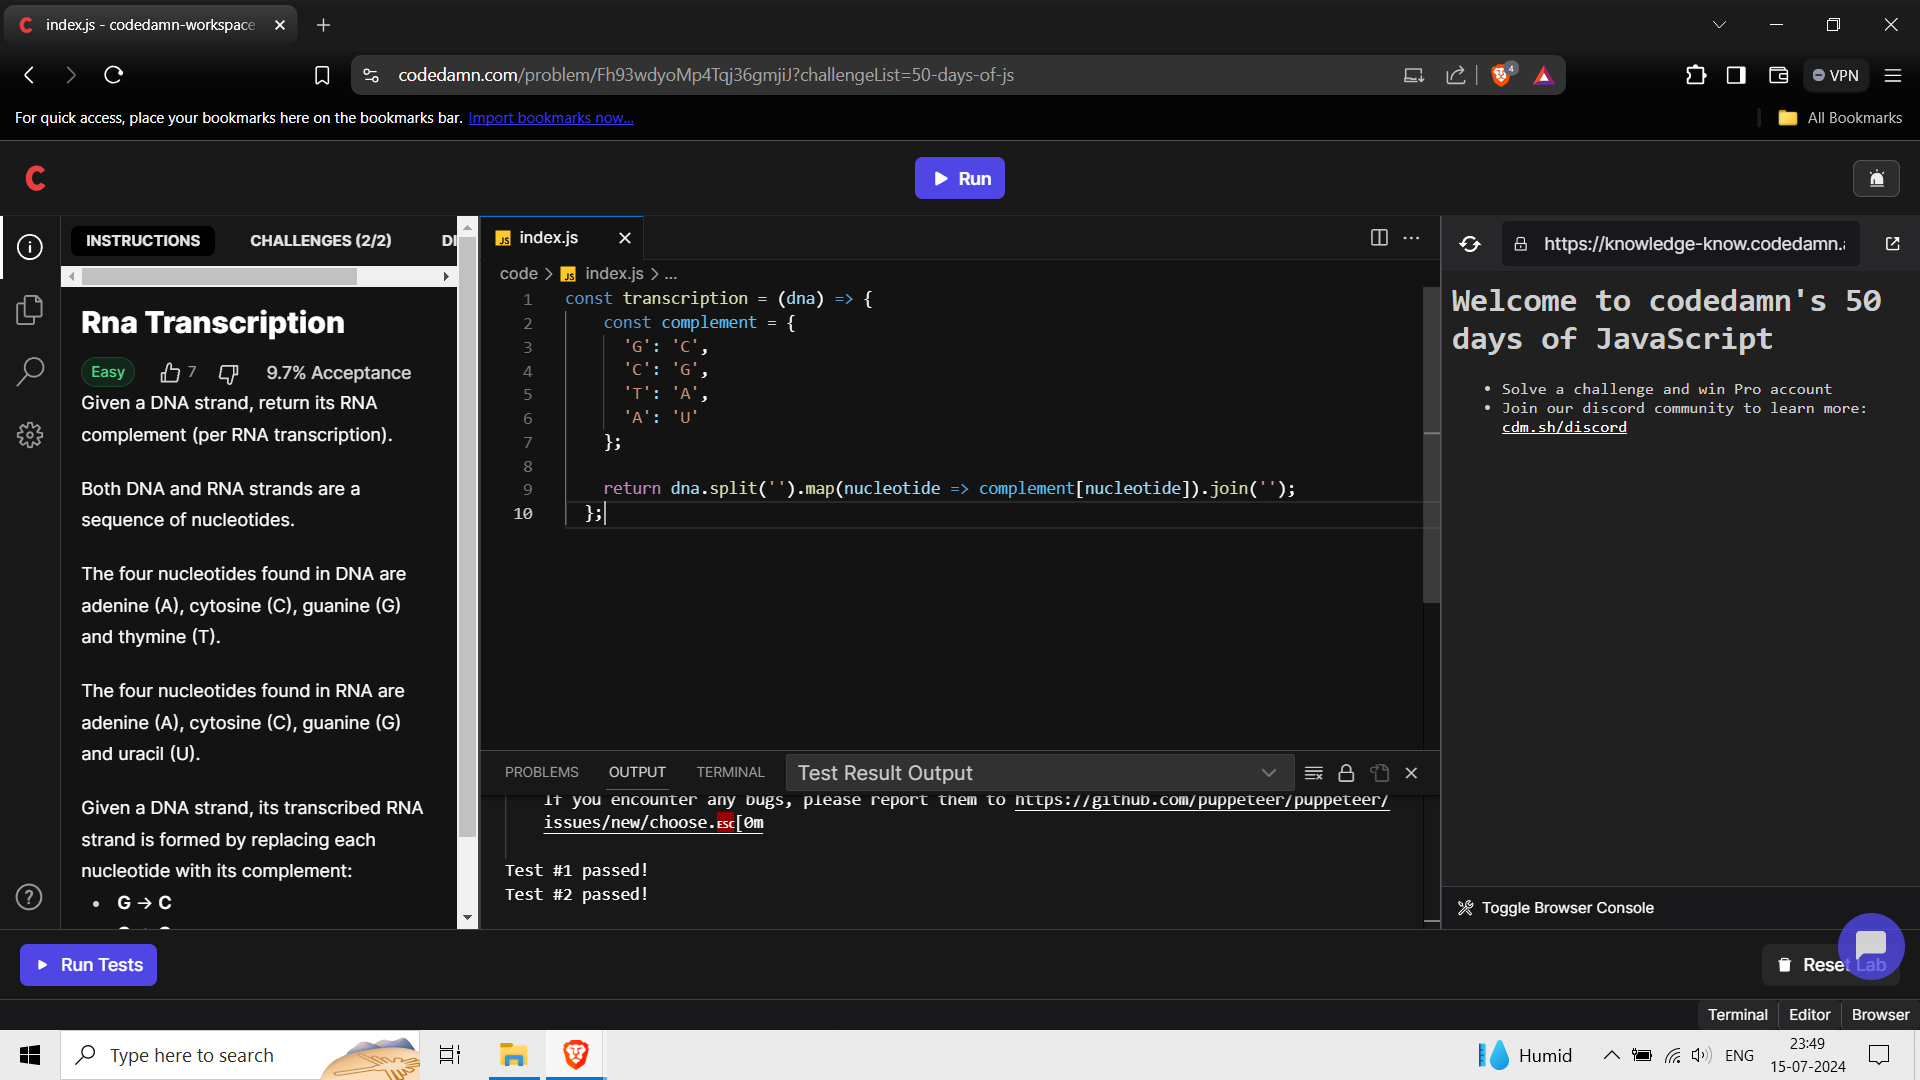 index.js - codedamn-workspace
codedamn.com/problem/Fh93wdyoMp4Tqj36gmjiJ?challengeList=50-days-of-js
4
VPN
For quick access, place your bookmarks here on the bookmarks bar. Import bookmarks now...
All Bookmarks
Run
INSTRUCTIONS
CHALLENGES (2/2)
DI
Rna Transcription
Easy
7
9.7% Acceptance
Given a DNA strand, return its RNA
complement (per RNA transcription).
Both DNA and RNA strands are a
sequence of nucleotides.
The four nucleotides found in DNA are
adenine (A), cytosine (C), guanine (G)
and thymine (T).
The four nucleotides found in RNA are
adenine (A), cytosine (C), guanine (G)
and uracil (U).
Given a DNA strand, its transcribed RNA
strand is formed by replacing each
nucleotide with its complement:
• G → C
JS index.js
code > JS index.js > ...
1 const transcription = (dna) => {
2 const complement = {
3 'G': 'C',
4 'C': 'G',
5 'T': 'A',
6 'A': 'U'
7 };
8
9 return dna.split('').map(nucleotide => complement[nucleotide]).join('');
10 };
PROBLEMS
OUTPUT
TERMINAL
Test Result Output
If you encounter any bugs, please report them to https://github.com/puppeteer/puppeteer/
issues/new/choose.ESC[0m
Test #1 passed!
Test #2 passed!
https://knowledge-know.codedamn.a
Welcome to codedamn's 50
days of JavaScript
• Solve a challenge and win Pro account
• Join our discord community to learn more:
cdm.sh/discord
Toggle Browser Console
Run Tests
Reset Lab
Terminal
Editor
Browser
Type here to search
Humid
ENG
23:49
15-07-2024